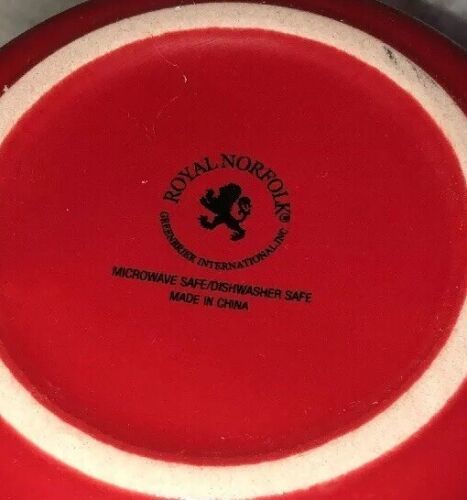 ROYAL NORFOLK©
GREENBRIER INTERNATIONAL, INC
MICROWAVE SAFE/DISHWASHER SAFE
MADE IN CHINA